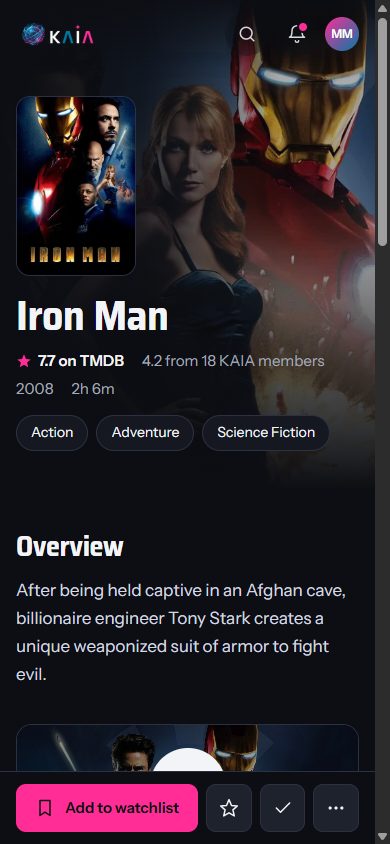 KAIA
MM
IRON MAN
Iron Man
7.7 on TMDB 4.2 from 18 KAIA members
2008 2h 6m
Action Adventure Science Fiction
Overview
After being held captive in an Afghan cave,
billionaire engineer Tony Stark creates a
unique weaponized suit of armor to fight
evil.
Add to watchlist